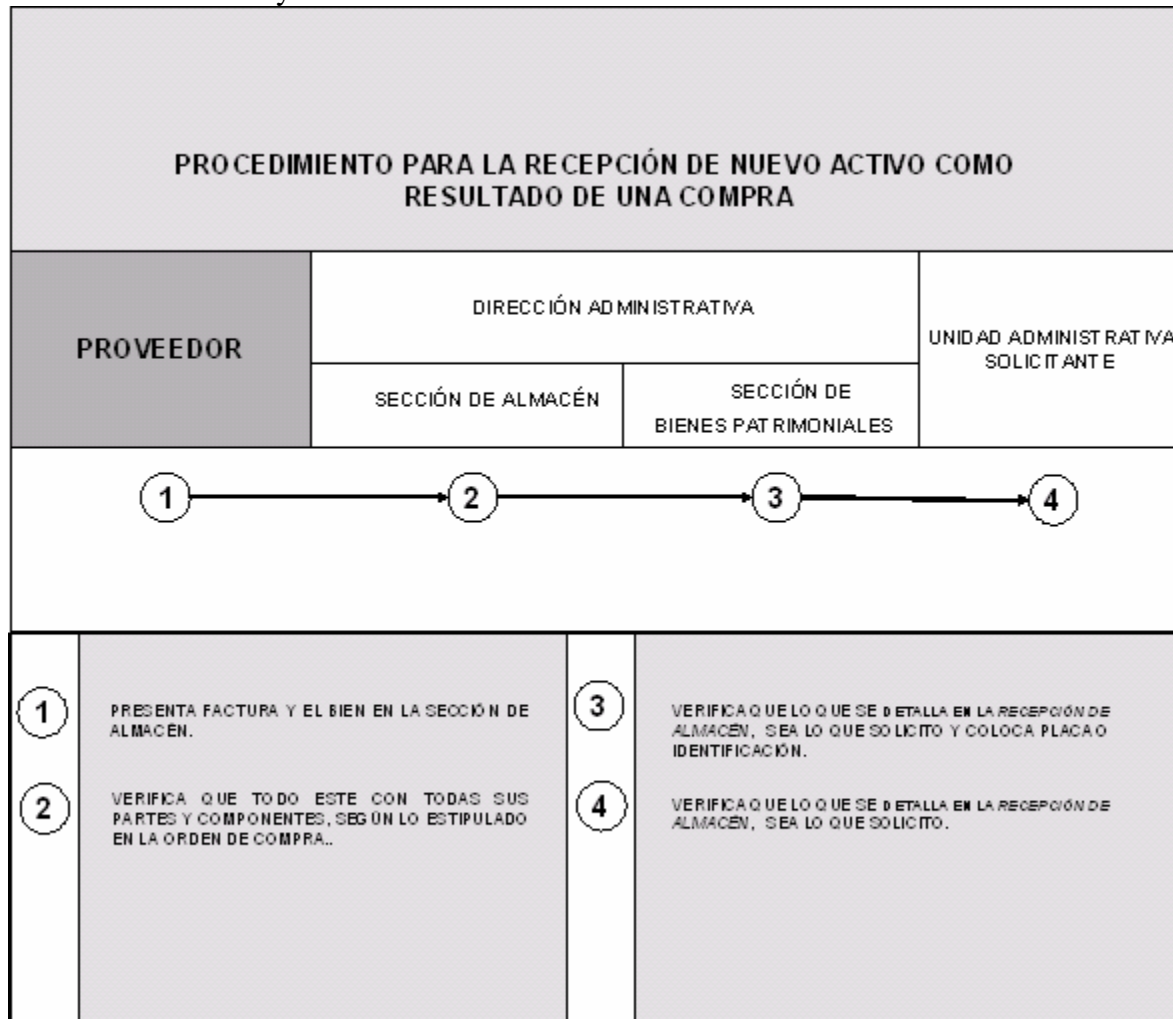 PROCEDIMIENTO PARA LA RECEPCIÓN DE NUEVO ACTIVO COMO
RESULTADO DE UNA COMPRA
PROVEEDOR
DIRECCIÓN ADMINISTRATIVA
SECCIÓN DE ALMACÉN
SECCIÓN DE
BIENES PATRIMONIALES
UNIDAD ADMINISTRATIVA
SOLICITANTE
1
2
3
4
1
PRESENTA FACTURA Y EL BIEN EN LA SECCIÓN DE
ALMACÉN.
2
VERIFICA QUE TODO ESTE CON TODAS SUS
PARTES Y COMPONENTES, SEGÚN LO ESTIPULADO
EN LA ORDEN DE COMPRA..
3
VERIFICA QUE LO QUE SE DETALLA EN LA RECEPCIÓN DE
ALMACÉN, SEA LO QUE SOLICITO Y COLOCA PLACA O
IDENTIFICACIÓN.
4
VERIFICA QUE LO QUE SE DETALLA EN LA RECEPCIÓN DE
ALMACÉN, SEA LO QUE SOLICITO.